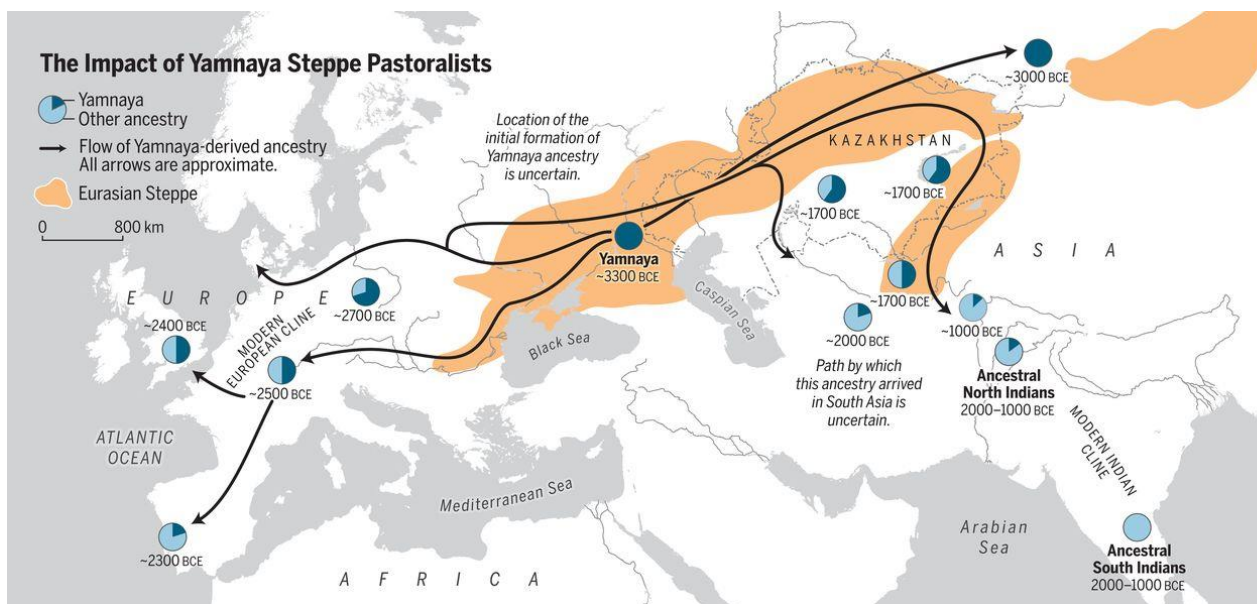 The Impact of Yamnaya Steppe Pastoralists
Yamnaya
Other ancestry
Flow of Yamnaya-derived ancestry
All arrows are approximate.
Eurasian Steppe
0 800 km
Location of the
initial formation of
Yamnaya ancestry
is uncertain.
~3000 BCE
KAZAKHSTAN
~1700 BCE
~1700 BCE
Yamnaya
~3300 BCE
ASIA
EUROPE
~2700 BCE
Caspian Sea
~1700 BCE
~2400 BCE
MODERN
EUROPEAN CLINE
Black Sea
~2000 BCE
~1000 BCE
~2500 BCE
Path by which
this ancestry arrived
in South Asia is
uncertain.
Ancestral
North Indians
2000–1000 BCE
ATLANTIC
OCEAN
MODERN INDIAN
CLINE
Mediterranean Sea
~2300 BCE
Arabian
Sea
Ancestral
South Indians
2000–1000 BCE
AFRICA